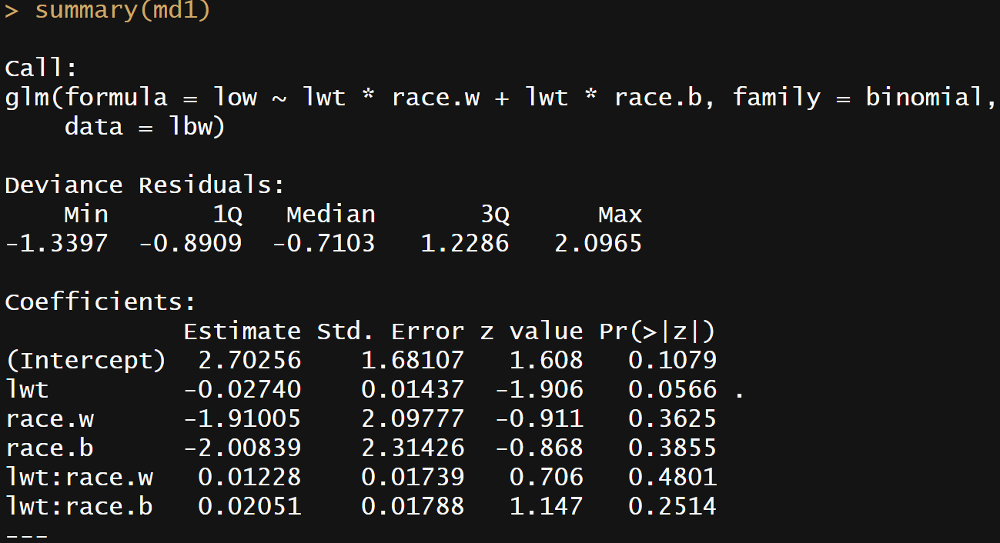 > summary(md1)
Call:
glm(formula = low ~ lwt * race.w + lwt * race.b, family = binomial,
    data = lbw)
Deviance Residuals:
    Min       1Q   Median       3Q      Max
-1.3397  -0.8909  -0.7103   1.2286   2.0965
Coefficients:
            Estimate Std. Error z value Pr(>|z|)
(Intercept)  2.70256    1.68107   1.608   0.1079
lwt         -0.02740    0.01437  -1.906   0.0566 .
race.w      -1.91005    2.09777  -0.911   0.3625
race.b      -2.00839    2.31426  -0.868   0.3855
lwt:race.w   0.01228    0.01739   0.706   0.4801
lwt:race.b   0.02051    0.01788   1.147   0.2514
---